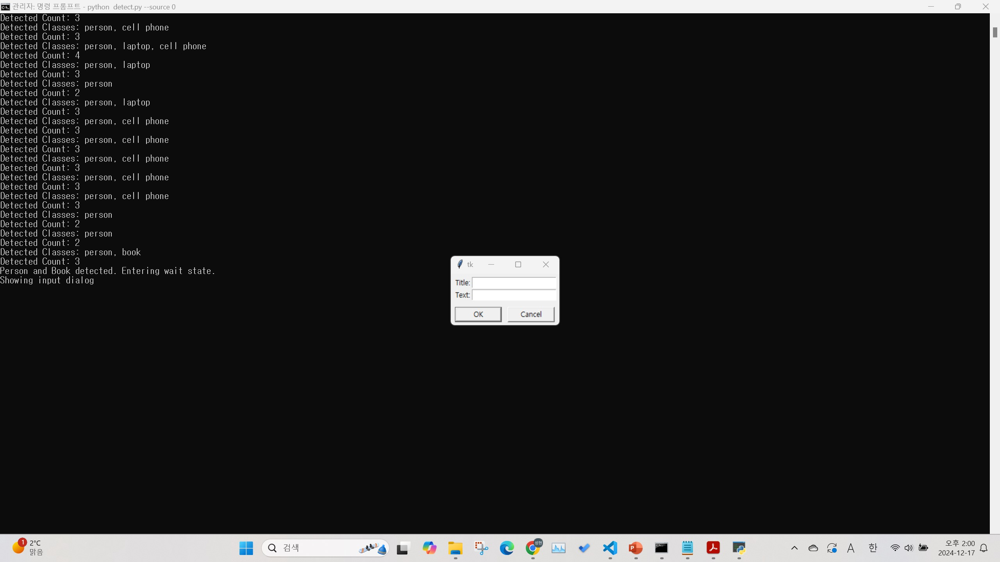 관리자: 명령 프롬프트 - python  detect.py --source 0
Detected Count: 3
Detected Classes: person, cell phone
Detected Count: 3
Detected Classes: person, laptop, cell phone
Detected Count: 4
Detected Classes: person, laptop
Detected Count: 3
Detected Classes: person
Detected Count: 2
Detected Classes: person, laptop
Detected Count: 3
Detected Classes: person, cell phone
Detected Count: 3
Detected Classes: person, cell phone
Detected Count: 3
Detected Classes: person, cell phone
Detected Count: 3
Detected Classes: person, cell phone
Detected Count: 3
Detected Classes: person, cell phone
Detected Count: 3
Detected Classes: person
Detected Count: 2
Detected Classes: person
Detected Count: 2
Detected Classes: person, book
Detected Count: 3
Person and Book detected. Entering wait state.
Showing input dialog
tk
Title:
Text:
OK Cancel
1
2°C
맑음
검색
성현
A
한
오후 2:00
2024-12-17